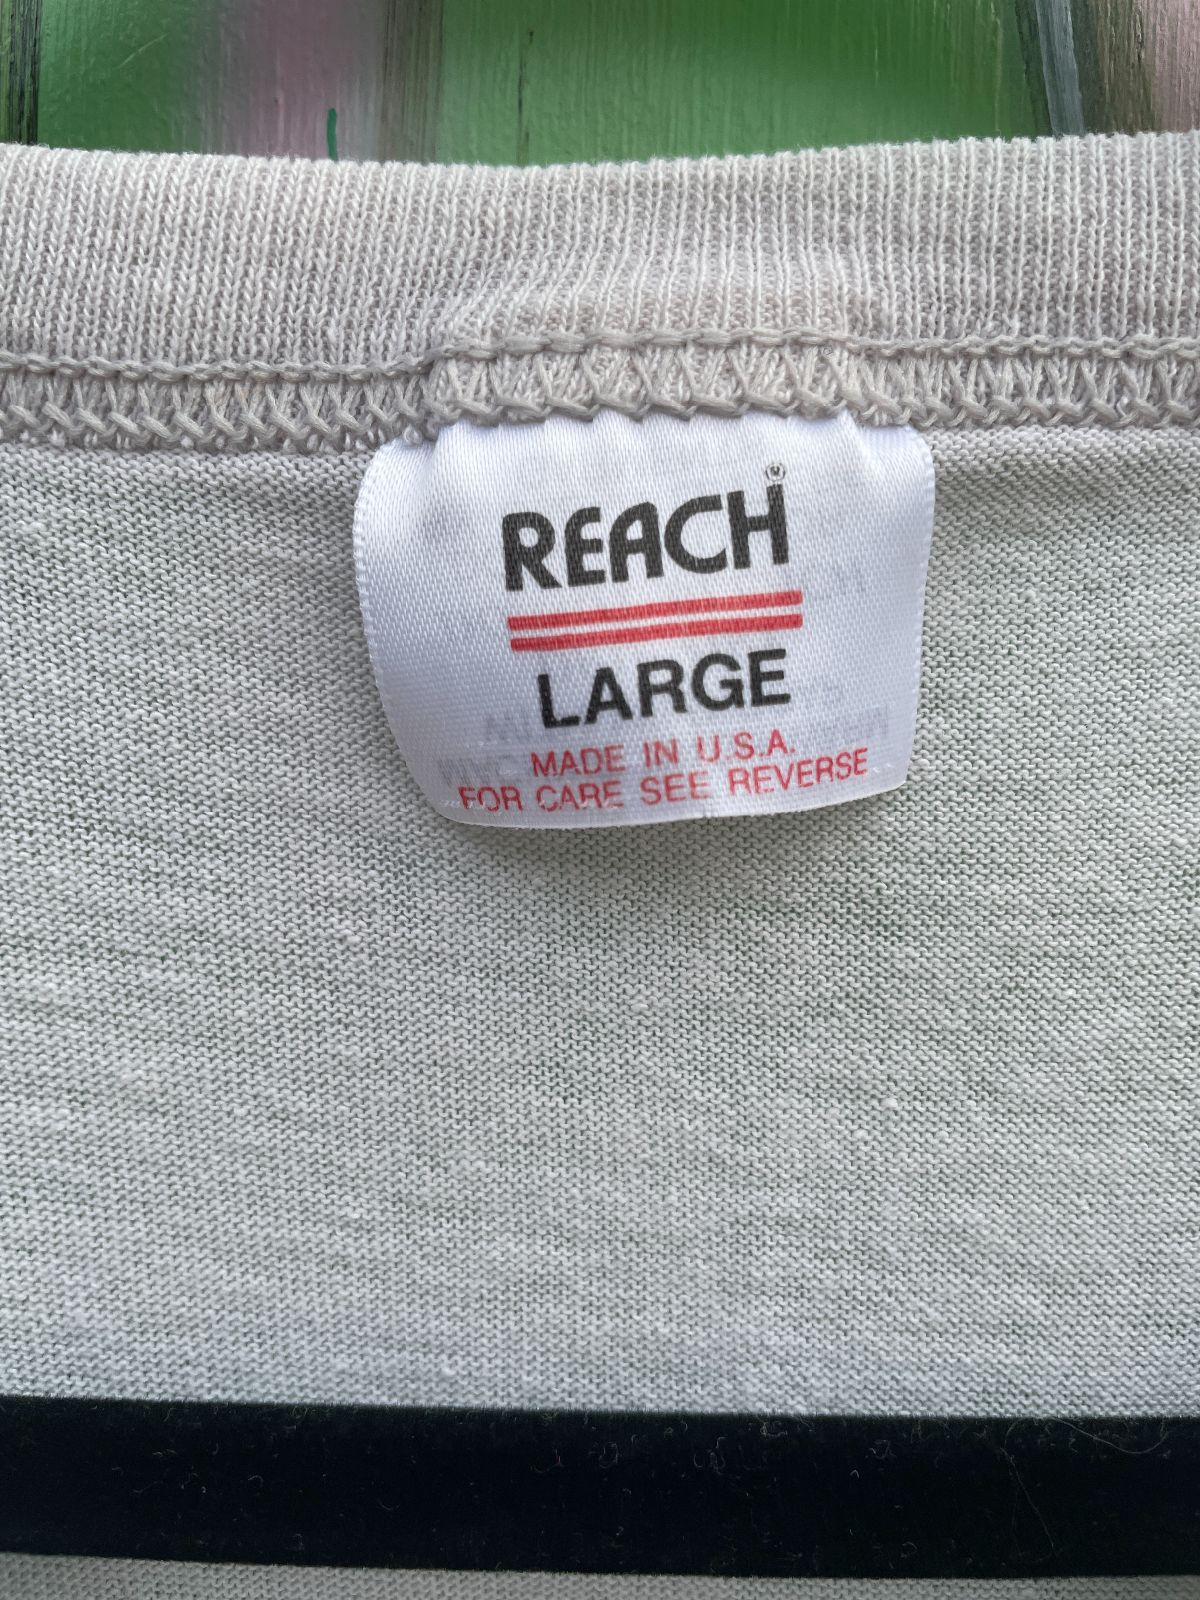 REACH®
LARGE
MADE IN U.S.A.
FOR CARE SEE REVERSE